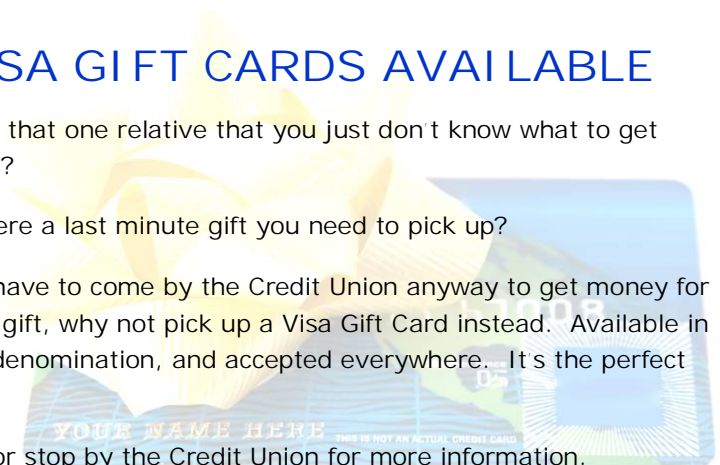 SA GIFT CARDS AVAILABLE
that one relative that you just don't know what to get
?
ere a last minute gift you need to pick up?
have to come by the Credit Union anyway to get money for
gift, why not pick up a Visa Gift Card instead. Available in
denomination, and accepted everywhere. It's the perfect
YOUR NAME HERE THIS IS NOT AN ACTUAL CREDIT CARD
or stop by the Credit Union for more information.